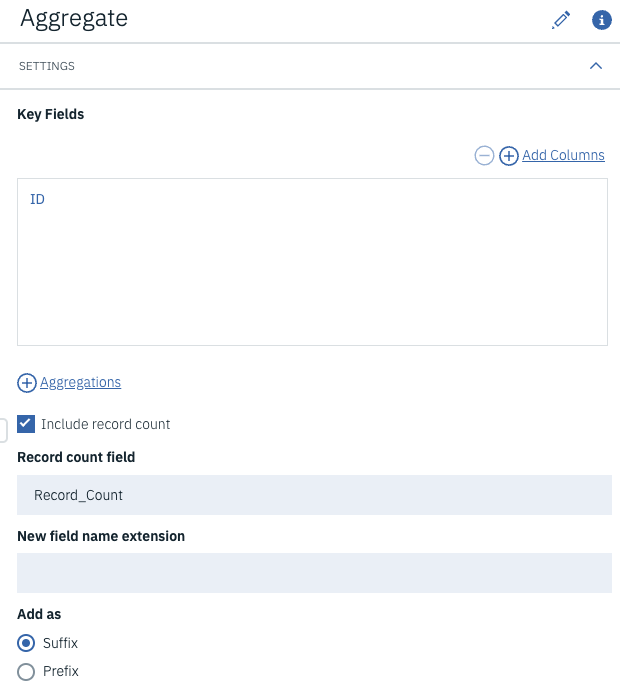 Aggregate
SETTINGS
Key Fields
Add Columns
ID
Aggregations
Include record count
Record count field
Record_Count
New field name extension
Add as
Suffix
Prefix